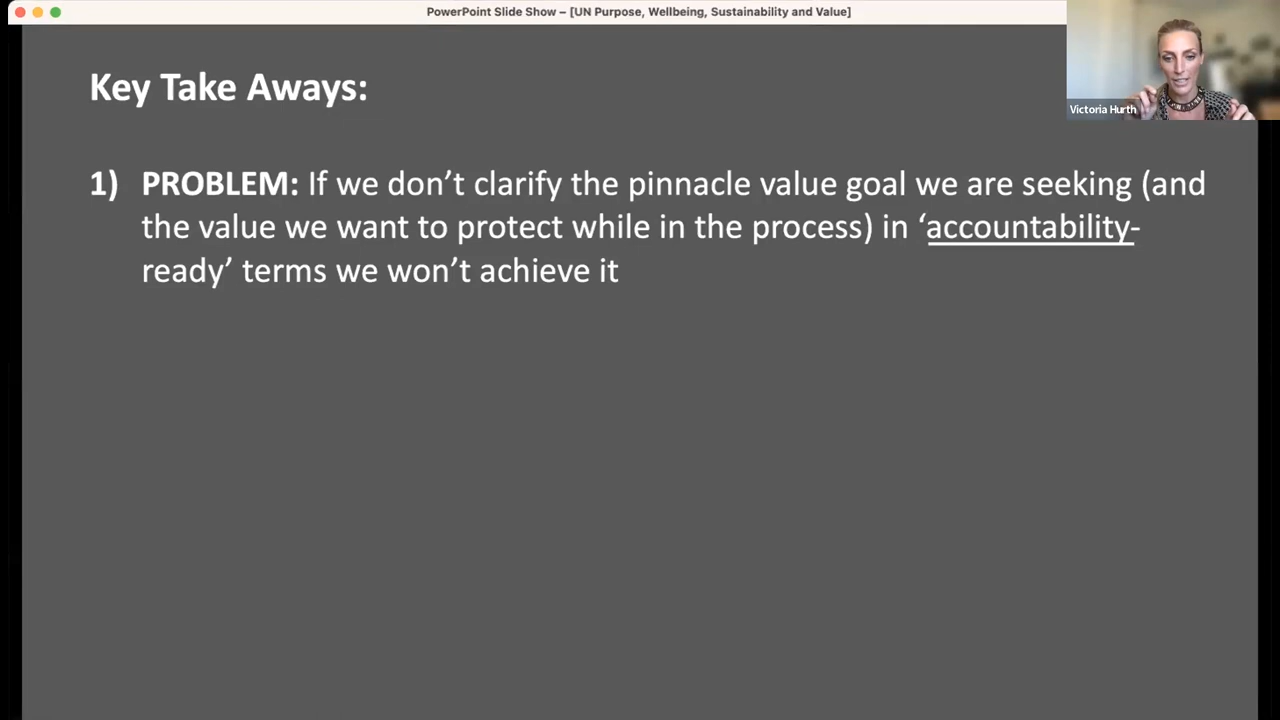 PowerPoint Slide Show – [UN Purpose, Wellbeing, Sustainability and Value]
Victoria Hurth
Key Take Aways:
1) PROBLEM: If we don’t clarify the pinnacle value goal we are seeking (and
the value we want to protect while in the process) in ‘accountability-
ready’ terms we won’t achieve it